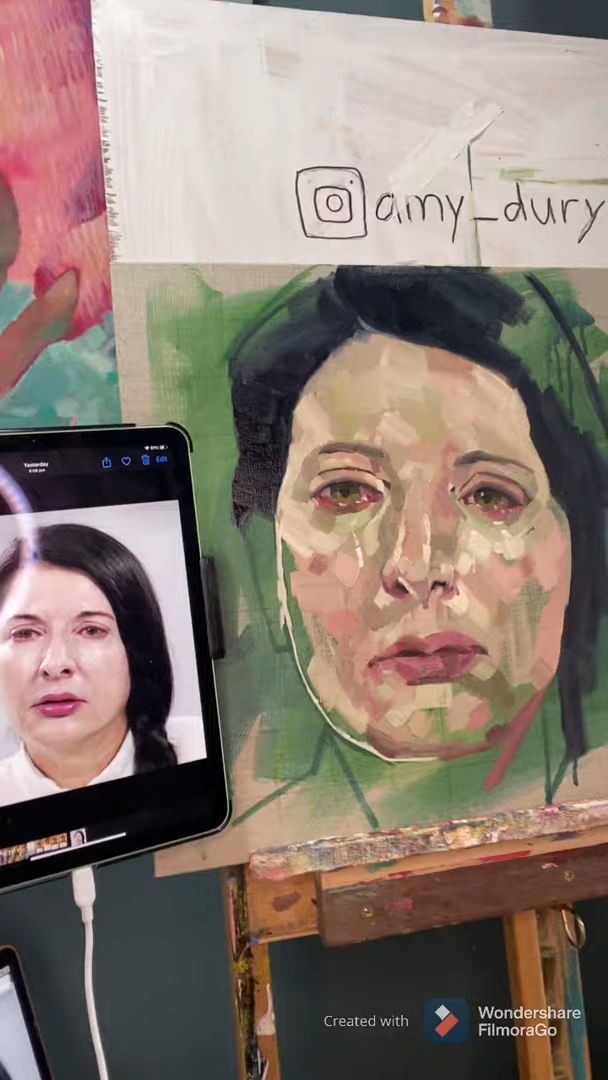 @amy_dury
Yesterday
Edit
Created with
Wondershare
FilmoraGo